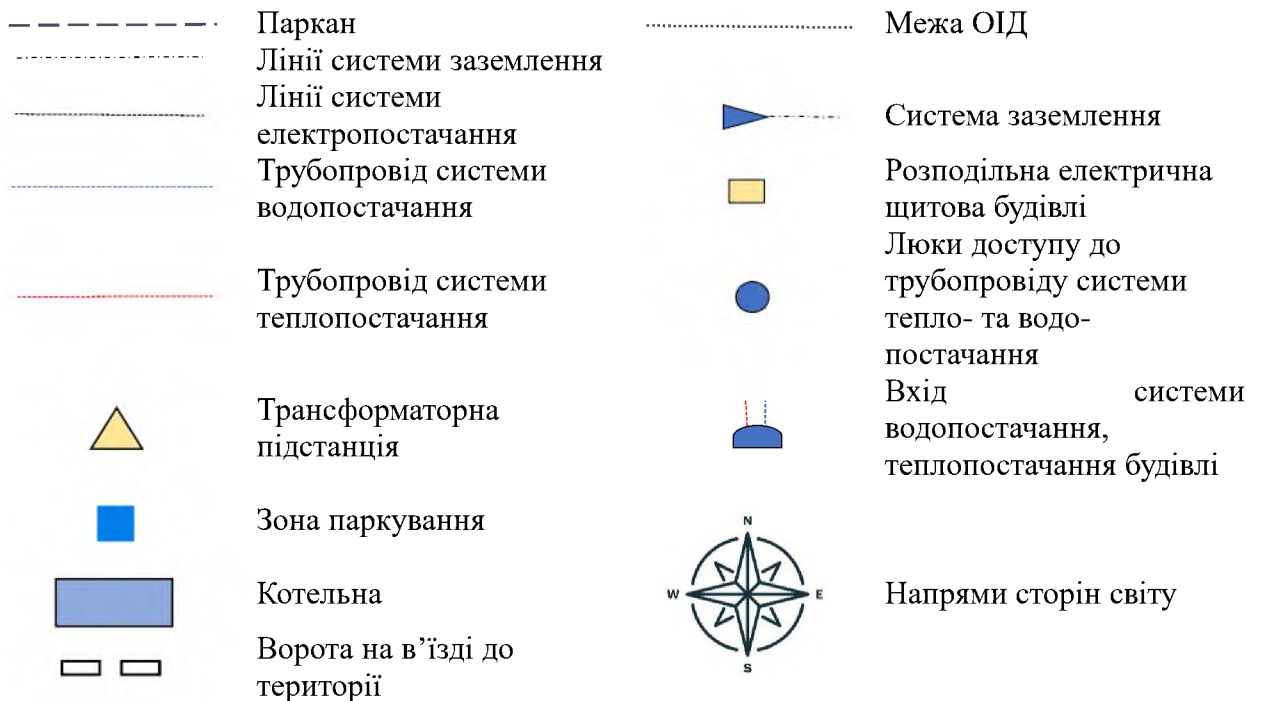 Паркан
Лінії системи заземлення
Лінії системи
електропостачання
Трубопровід системи
водопостачання
Трубопровід системи
теплопостачання
Трансформаторна
підстанція
Зона паркування
Котельна
Ворота на в’їзді до
території
Межа ОІД
Система заземлення
Розподільна електрична
щитова будівлі
Люки доступу до
трубопровіду системи
тепло- та водо-
постачання
Вхід системи
водопостачання,
теплопостачання будівлі
N
W E
S
Напрями сторін світу